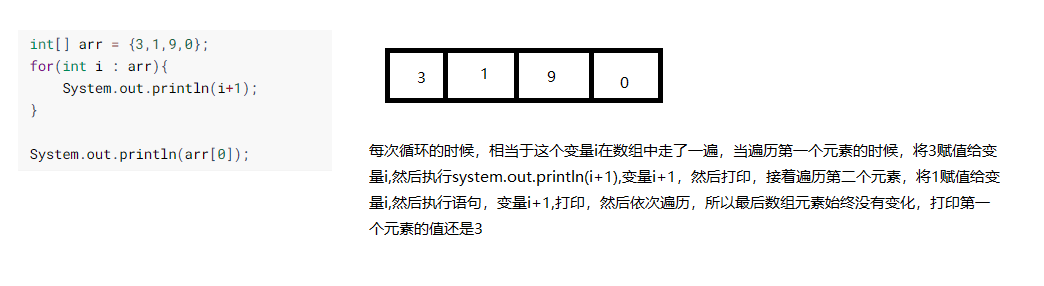 int[] arr = {3,1,9,0};
for(int i : arr){
    System.out.println(i+1);
}
System.out.println(arr[0]);
3 1 9 0
每次循环的时候，相当于这个变量i在数组中走了一遍，当遍历第一个元素的时候，将3赋值给变
量i,然后执行system.out.println(i+1),变量i+1，然后打印，接着遍历第二个元素，将1赋值给变
量i,然后执行语句，变量i+1,打印，然后依次遍历，所以最后数组元素始终没有变化，打印第一
个元素的值还是3